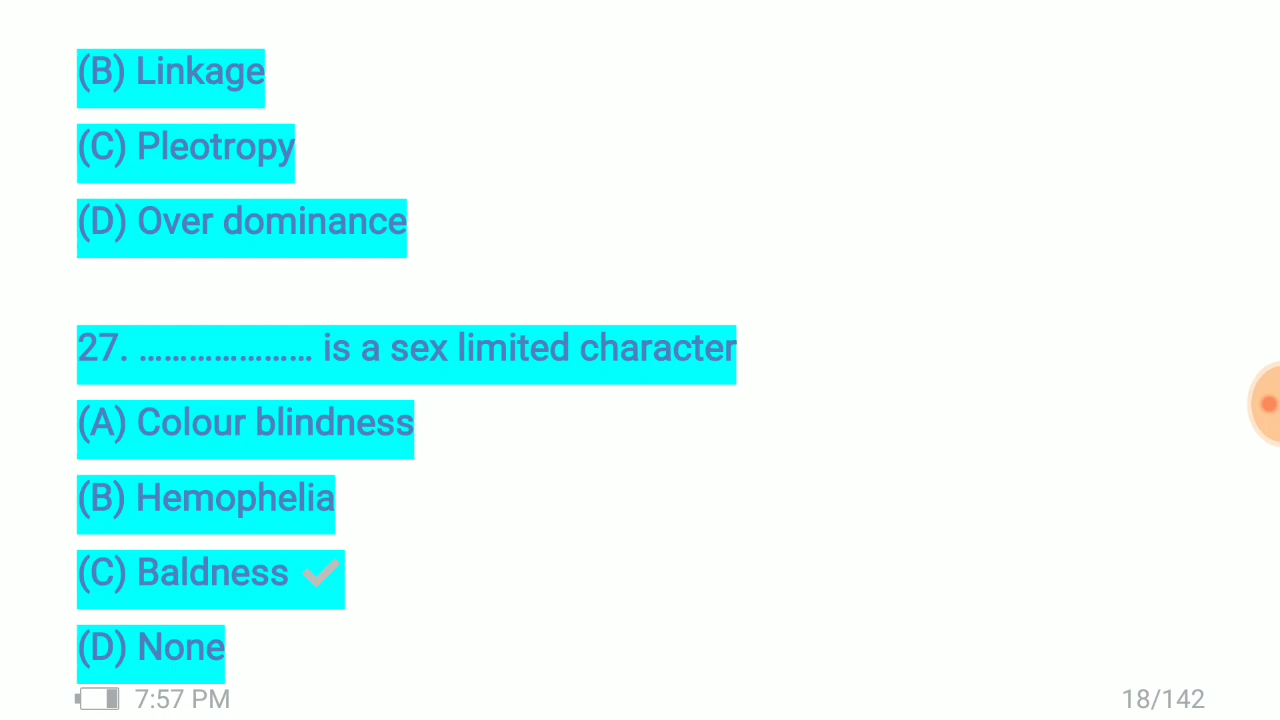 (B) Linkage
(C) Pleotropy
(D) Over dominance
27. ..................... is a sex limited character
(A) Colour blindness
(B) Hemophelia
(C) Baldness ✔
(D) None
7:57 PM
18/142